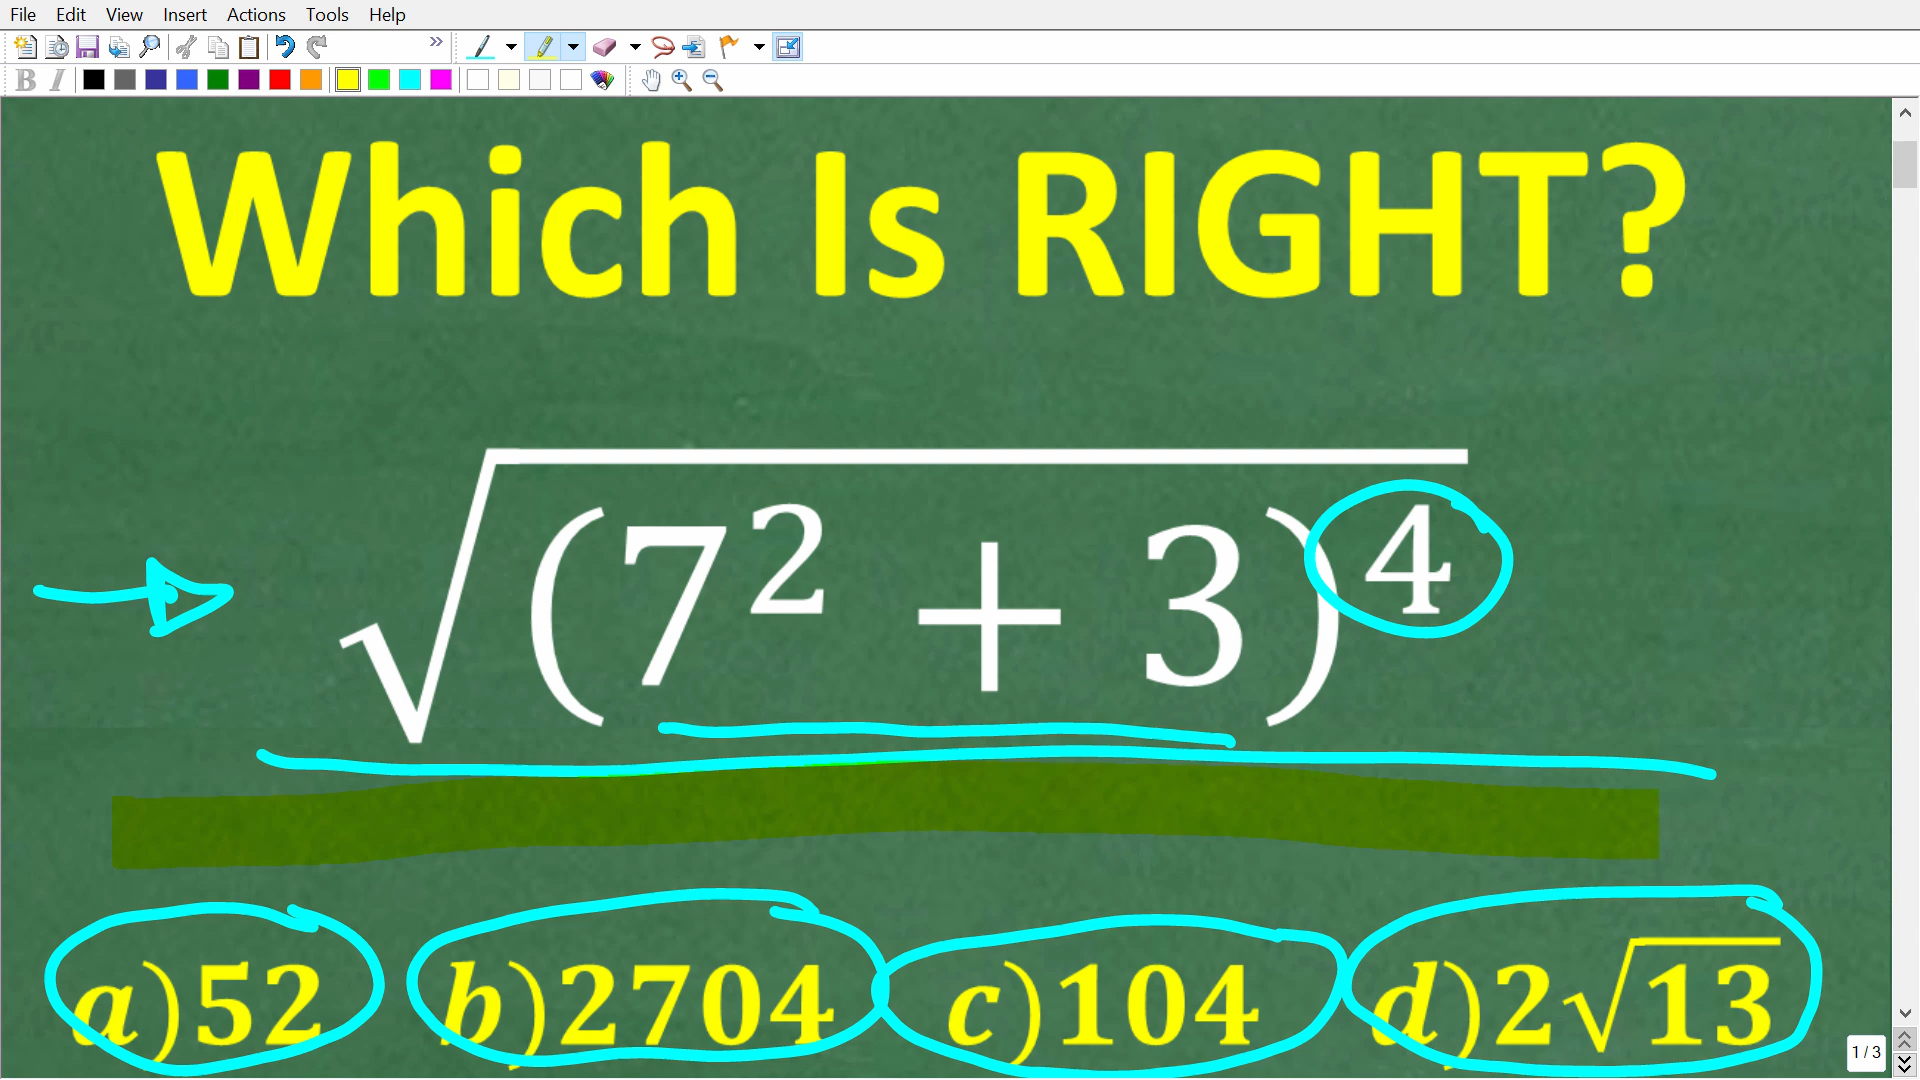 File Edit View Insert Actions Tools Help
B I
Which Is RIGHT?
√(7² + 3)⁴
a)52 b)2704 c)104 d)2√13
1 / 3